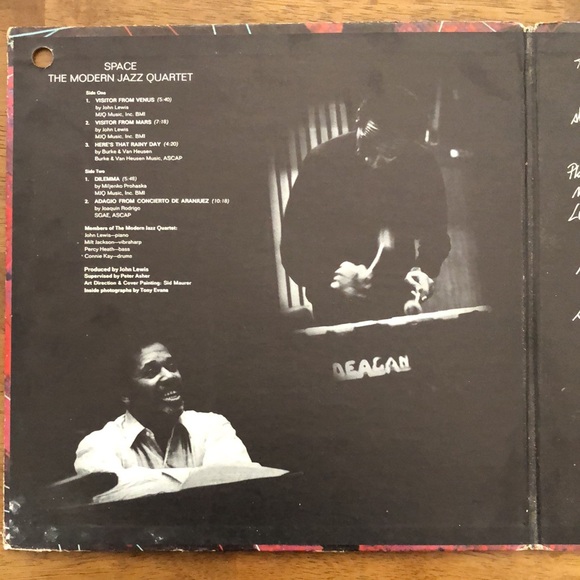 SPACE
THE MODERN JAZZ QUARTET
Side One
1. VISITOR FROM VENUS (5:40)
by John Lewis
MJQ Music, Inc. BMI
2. VISITOR FROM MARS (7:18)
by John Lewis
MJQ Music, Inc. BMI
3. HERE'S THAT RAINY DAY (4:20)
by Burke & Van Heusen
Burke & Van Heusen Music, ASCAP
Side Two
1. DILEMMA (5:45)
by Miljenko Prohaska
MJQ Music, Inc. BMI
2. ADAGIO FROM CONCIERTO DE ARANJUEZ (10:18)
by Joaquin Rodrigo
SGAE, ASCAP
Members of The Modern Jazz Quartet:
John Lewis—piano
Milt Jackson—vibraharp
Percy Heath—bass
Connie Kay—drums
Produced by John Lewis
Supervised by Peter Asher
Art Direction & Cover Painting: Sid Maurer
Inside photographs by Tony Evans
DEAGAN